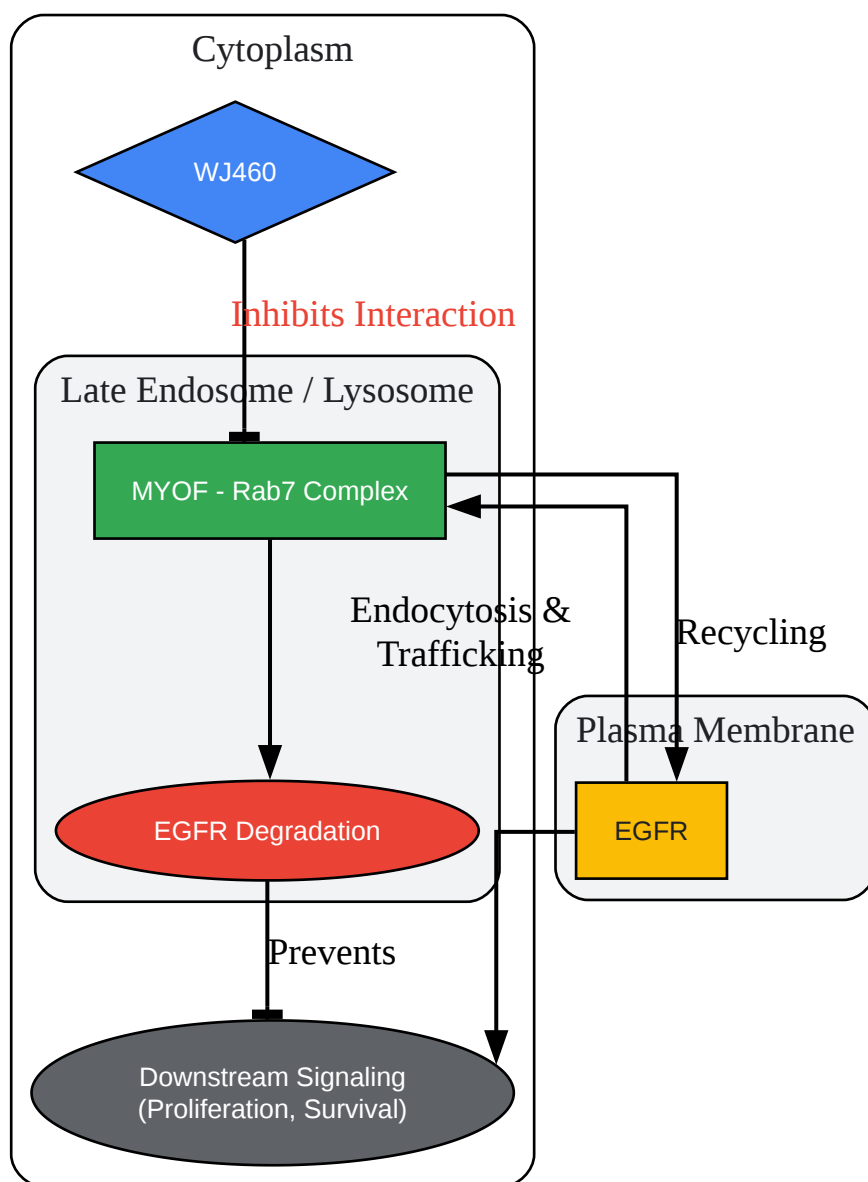 Cytoplasm
WJ460
Inhibits Interaction
Late Endosome / Lysosome
MYOF - Rab7 Complex
Endocytosis &
Trafficking
Recycling
Plasma Membrane
EGFR Degradation
EGFR
Prevents
Downstream Signaling
(Proliferation, Survival)